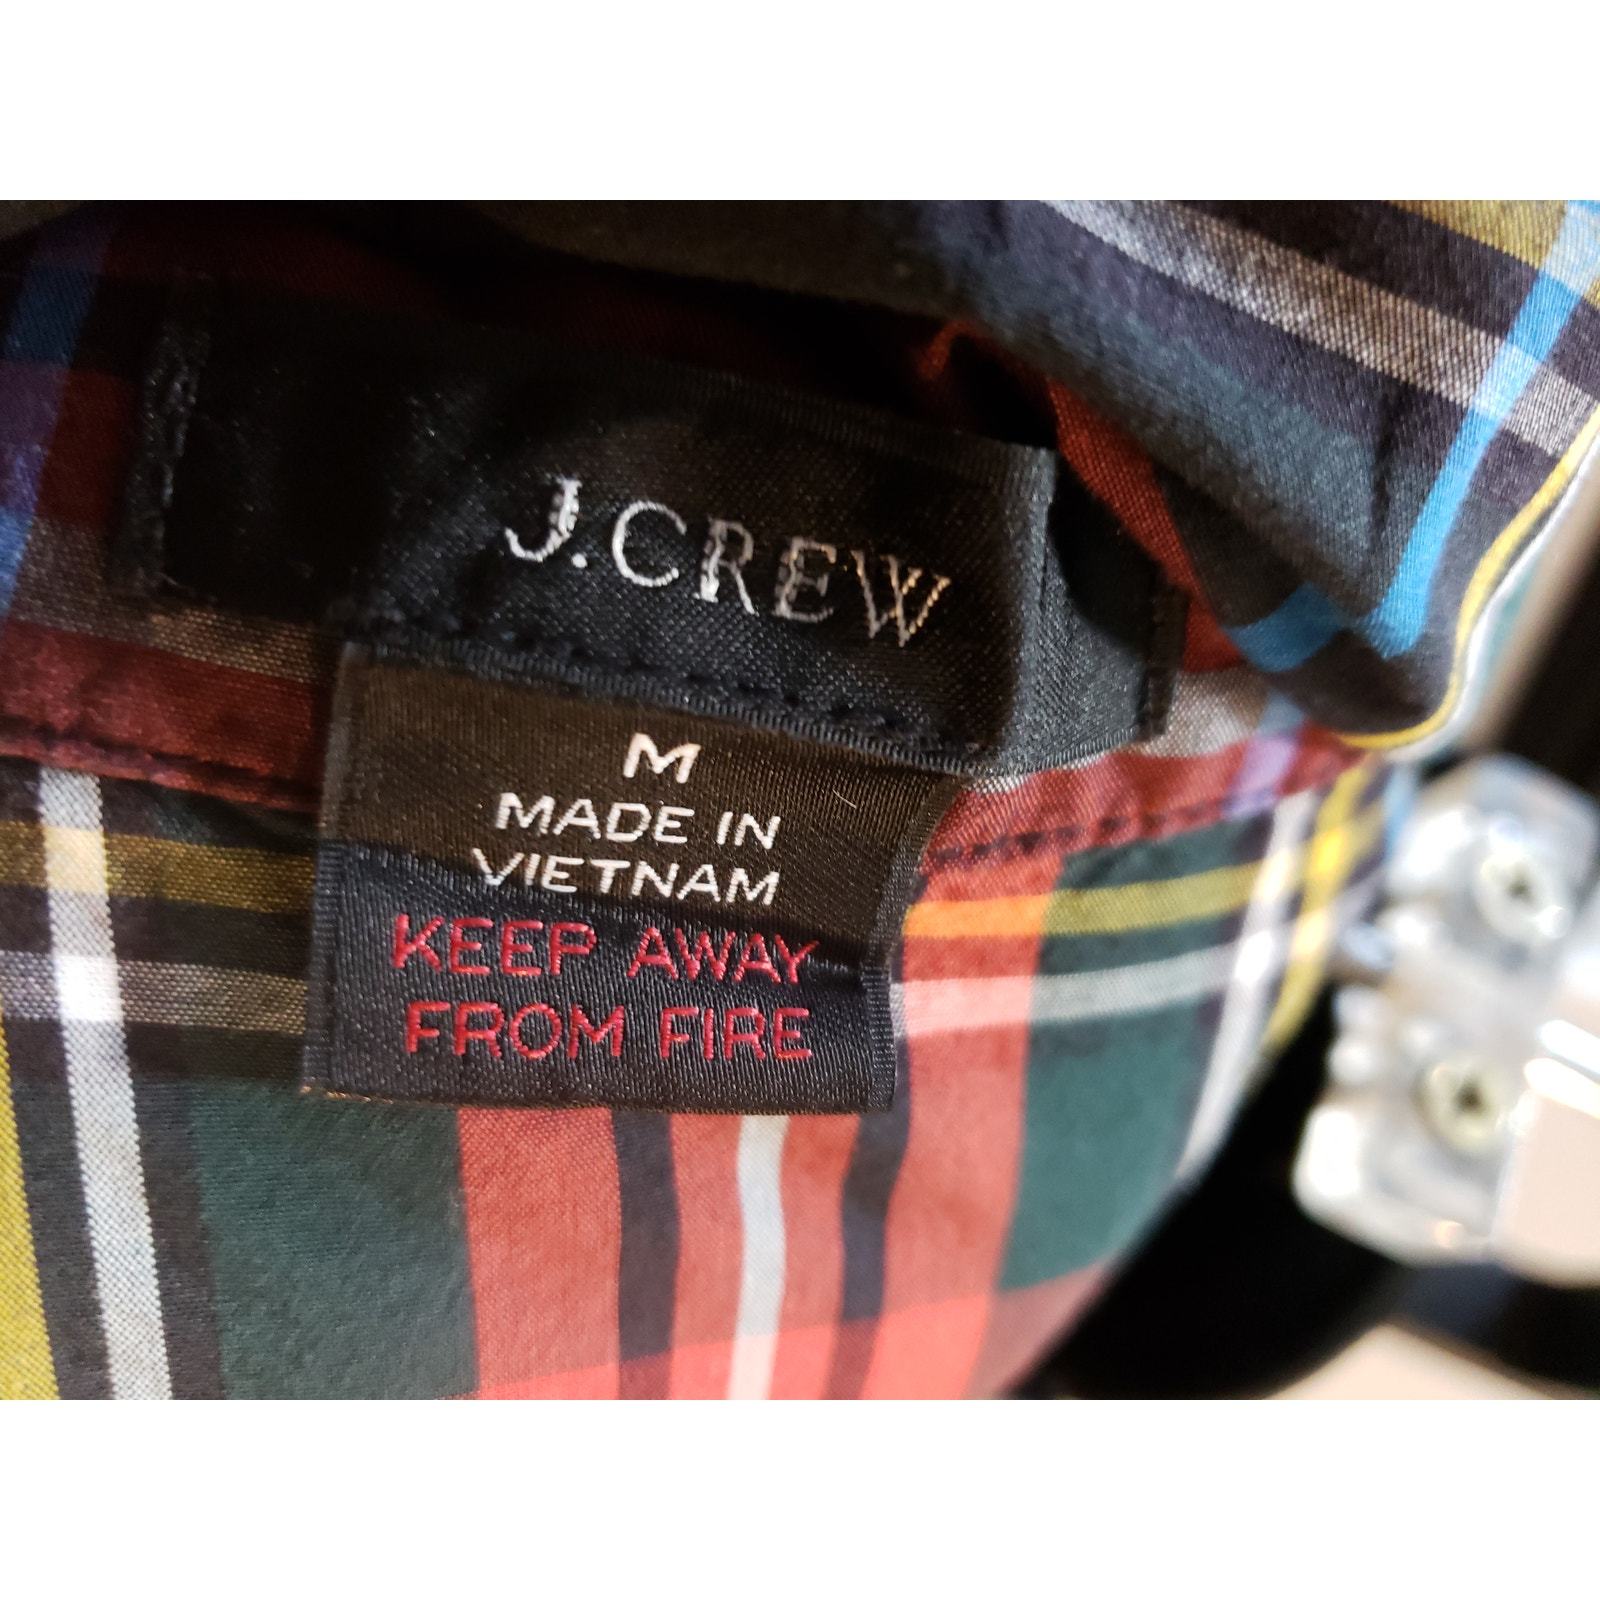 J.CREW
M
MADE IN
VIETNAM
KEEP AWAY
FROM FIRE